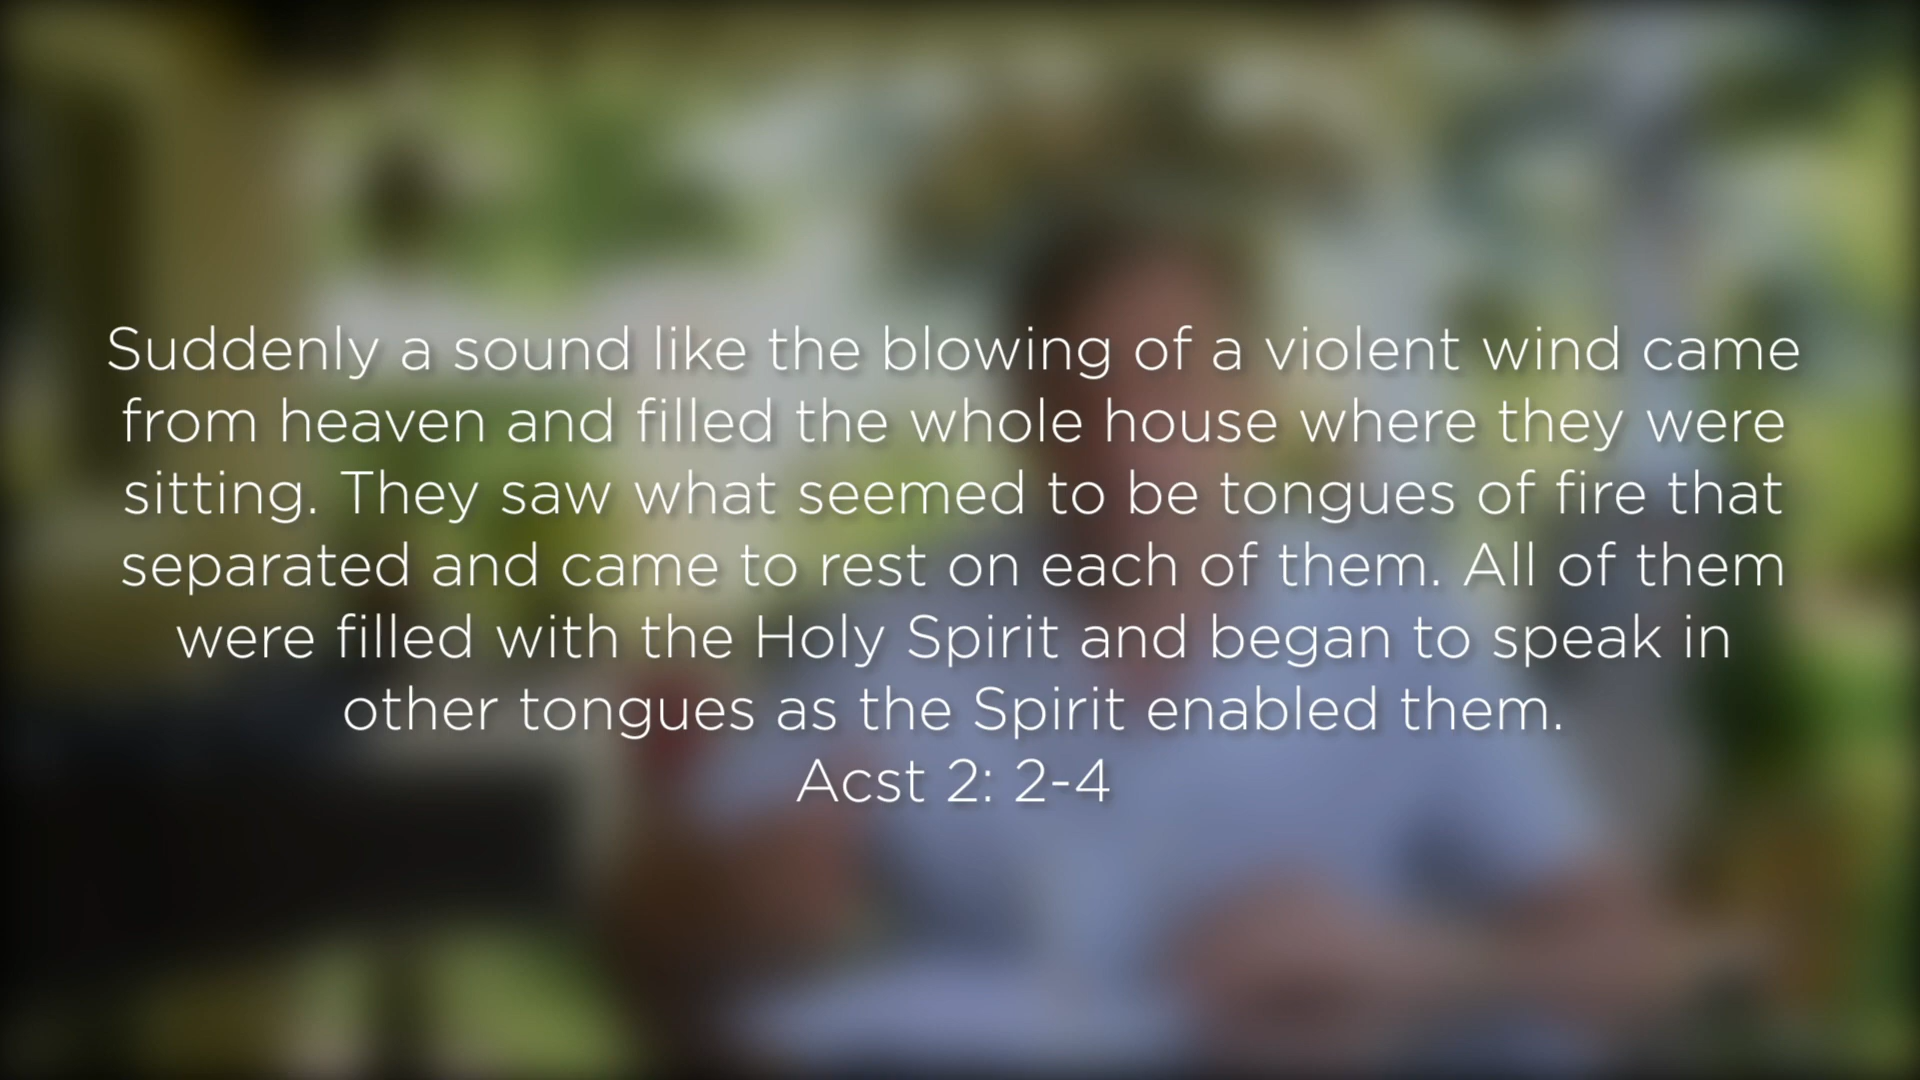 Suddenly a sound like the blowing of a violent wind came
from heaven and filled the whole house where they were
sitting. They saw what seemed to be tongues of fire that
separated and came to rest on each of them. All of them
were filled with the Holy Spirit and began to speak in
other tongues as the Spirit enabled them.
Acst 2: 2-4